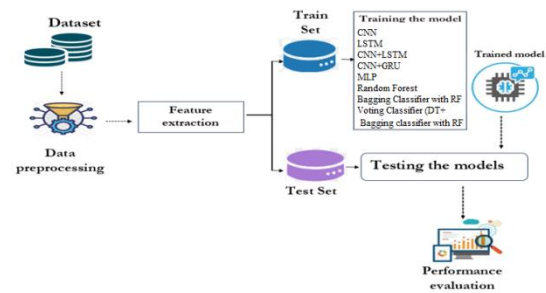 Dataset
Data
preprocessing
Feature
extraction
Train
Set
Training the model
CNN
LSTM
CNN+LSTM
CNN+GRU
MLP
Random Forest
Bagging Classifier with RF
Voting Classifier (DT+
Bagging classifier with RF
Trained model
Test Set
Testing the models
Performance
evaluation